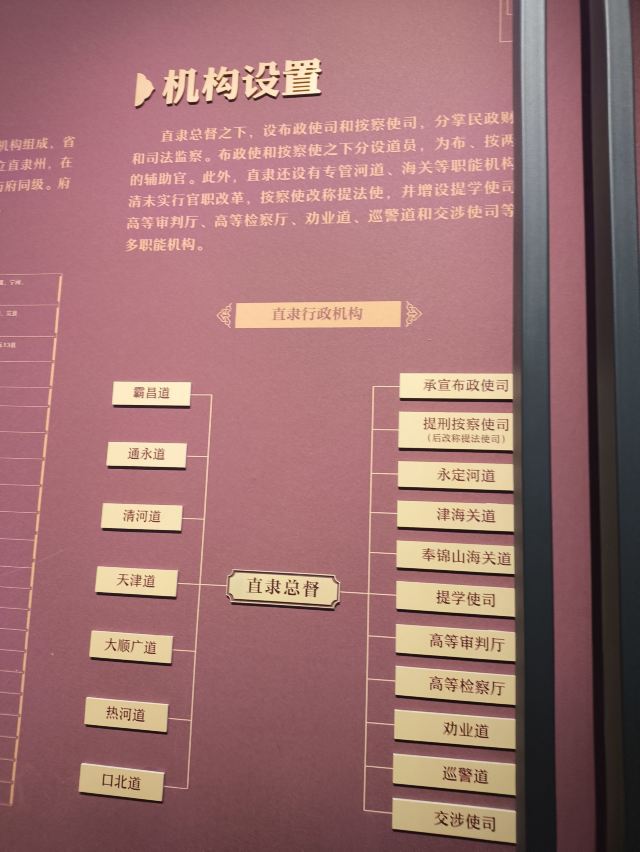 机构设置
机构组成，省
立直隶州，在
与府同级。府
直隶总督之下，设布政使司和按察使司，分掌民政财
和司法监察。布政使和按察使之下分设道员，为布、按两
的辅助官。此外，直隶还设有专管河道、海关等职能机构
清末实行官职改革，按察使改称提法使，并增设提学使司
高等审判厅、高等检察厅、劝业道、巡警道和交涉使司等
多职能机构。
直隶行政机构
霸昌道
通永道
清河道
天津道
大顺广道
热河道
口北道
直隶总督
承宣布政使司
提刑按察使司
（后改称提法使司）
永定河道
津海关道
奉锦山海关道
提学使司
高等审判厅
高等检察厅
劝业道
巡警道
交涉使司